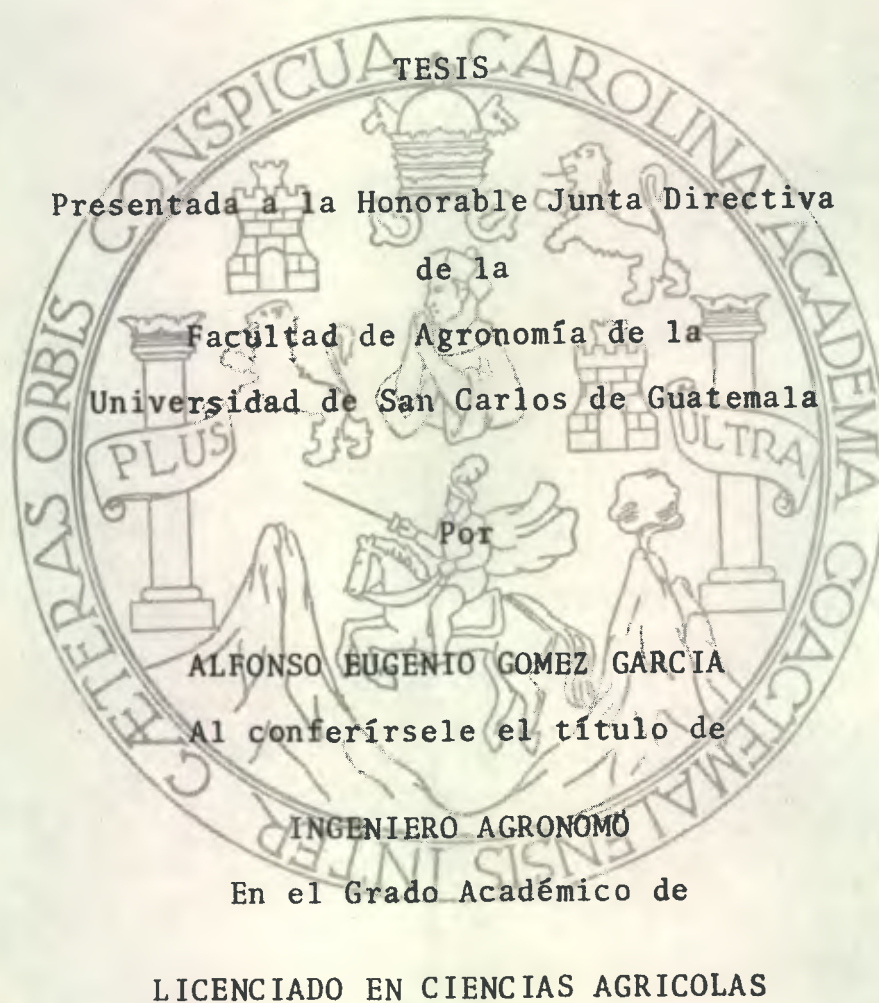 TESIS
Presentada a la Honorable Junta Directiva
de la
Facultad de Agronomía de la
Universidad de San Carlos de Guatemala
Por
ALFONSO EUGENIO GOMEZ GARCIA
Al conferírsele el título de
INGENIERO AGRONOMO
En el Grado Académico de
LICENCIADO EN CIENCIAS AGRICOLAS
CETERAS ORBIS CONSPICUA CAROLINA ACADEMIA COACTEMALENSIS INTER
PLUS
ULTRA